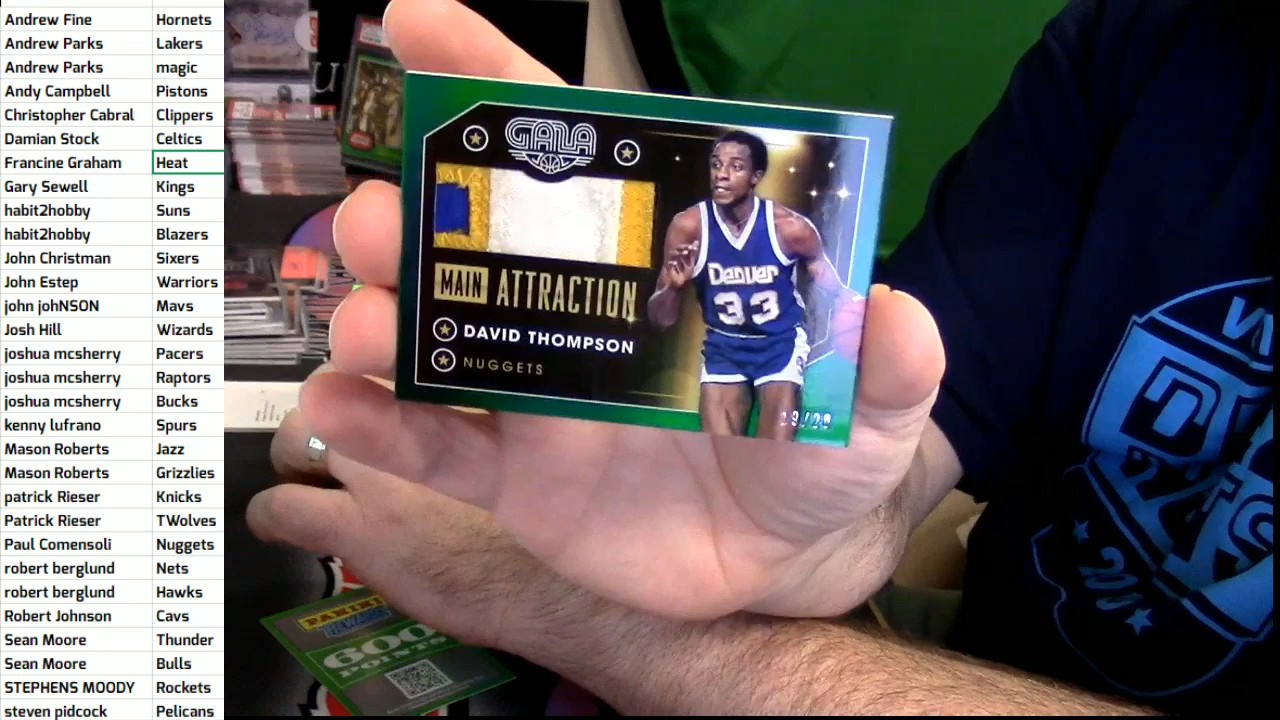 Andrew Fine Hornets
Andrew Parks Lakers
Andrew Parks magic
Andy Campbell Pistons
Christopher Cabral Clippers
Damian Stock Celtics
Francine Graham Heat
Gary Sewell Kings
habit2hobby Suns
habit2hobby Blazers
John Christman Sixers
John Estep Warriors
john johNSON Mavs
Josh Hill Wizards
joshua mcsherry Pacers
joshua mcsherry Raptors
joshua mcsherry Bucks
kenny lufrano Spurs
Mason Roberts Jazz
Mason Roberts Grizzlies
patrick Rieser Knicks
Patrick Rieser TWolves
Paul Comensoli Nuggets
robert berglund Nets
robert berglund Hawks
Robert Johnson Cavs
Sean Moore Thunder
Sean Moore Bulls
STEPHENS MOODY Rockets
steven pidcock Pelicans
GALA
MAIN ATTRACTION
DAVID THOMPSON
NUGGETS
Denver
33
PANINI
REWARDS
600
POINTS